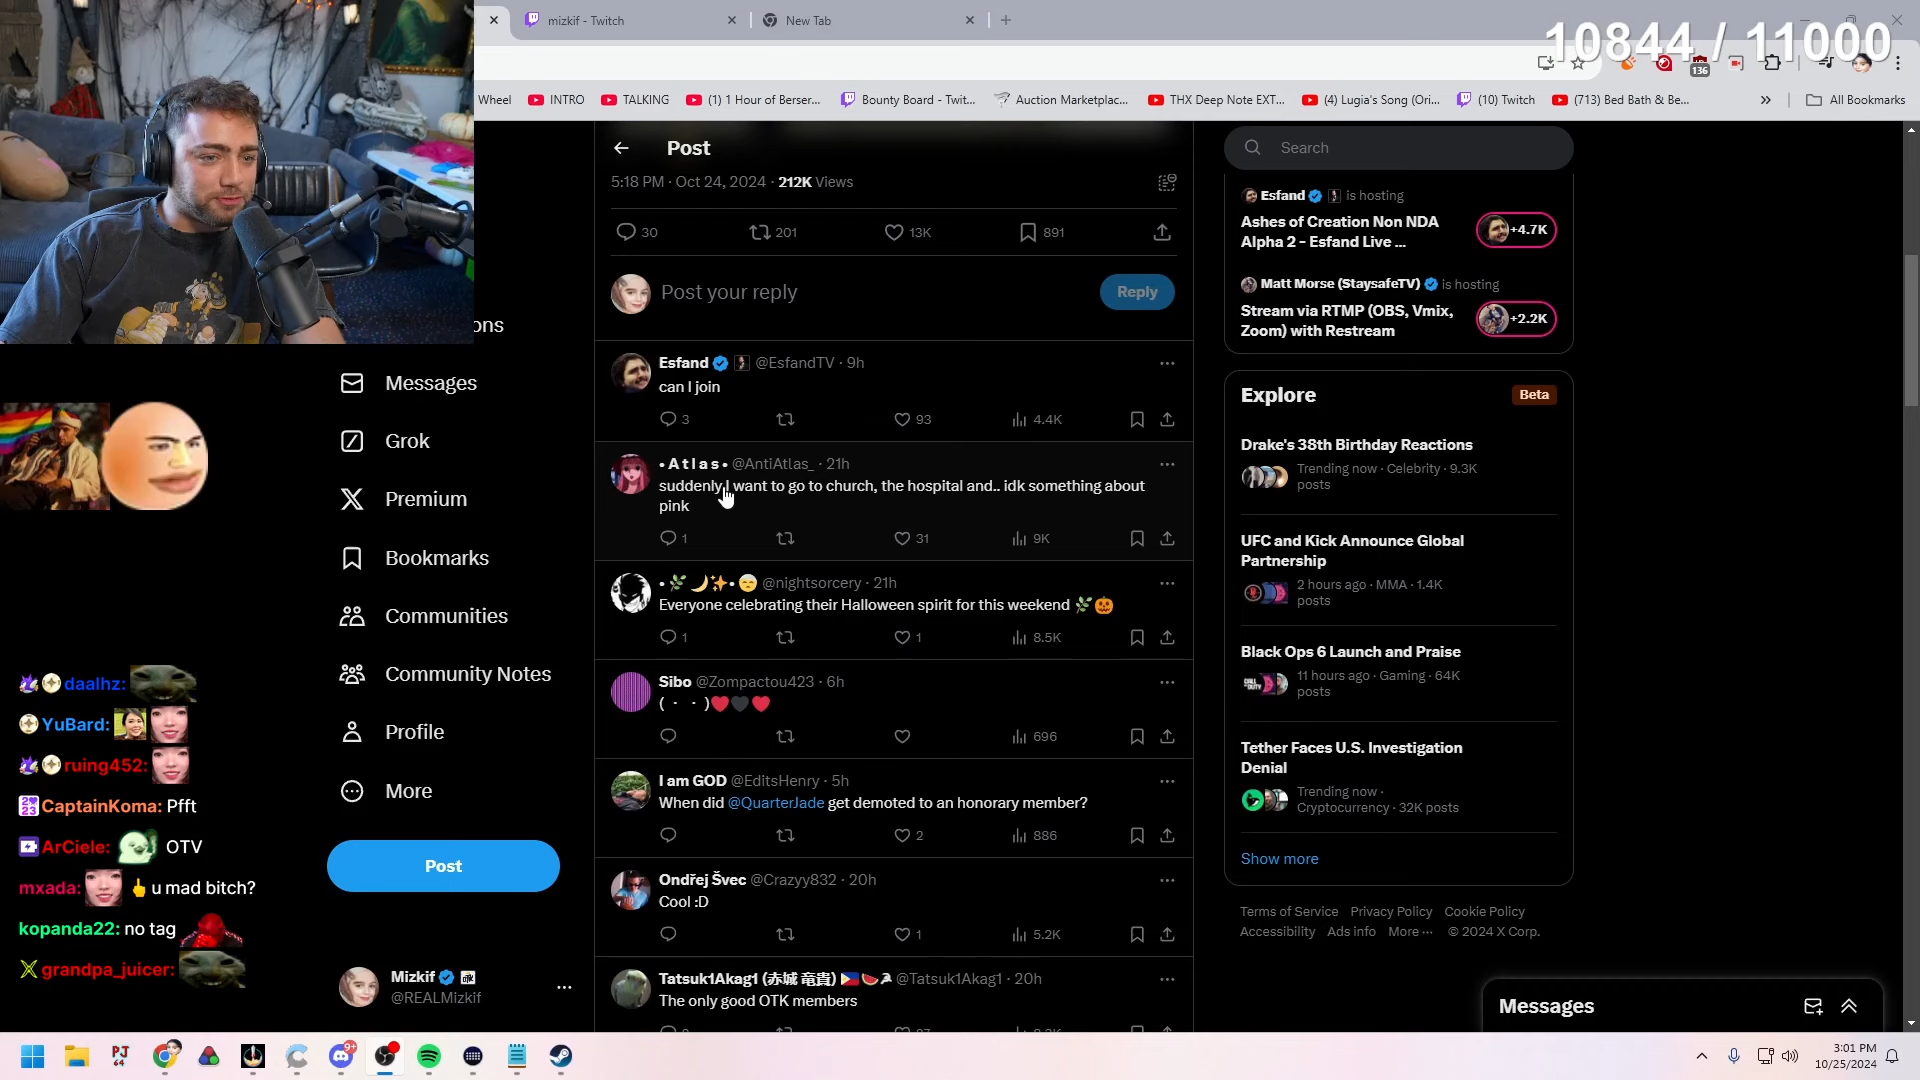 mizkif - Twitch
New Tab
10844 / 11000
136
Wheel
INTRO
TALKING
(1) 1 Hour of Berser...
Bounty Board - Twit...
Auction Marketplac...
THX Deep Note EXT...
(4) Lugia's Song (Ori...
(10) Twitch
(713) Bed Bath & Be...
All Bookmarks
Post
5:18 PM · Oct 24, 2024 · 212K Views
30 201 13K 891
Post your reply
Reply
Esfand @EsfandTV · 9h
can I join
3 93 4.4K
• A t l a s • @AntiAtlas_ · 21h
suddenly I want to go to church, the hospital and.. idk something about
pink
1 31 9K
@nightsorcery · 21h
Everyone celebrating their Halloween spirit for this weekend 🌿🎃
1 1 8.5K
Sibo @Zompactou423 · 6h
( ・ ・ )❤️🖤❤️
696
I am GOD @EditsHenry · 5h
When did @QuarterJade get demoted to an honorary member?
2 886
Ondřej Švec @Crazyy832 · 20h
Cool :D
1 5.2K
Tatsuk1Akag1 (赤城 竜貴) @Tatsuk1Akag1 · 20h
The only good OTK members
Search
Esfand is hosting
Ashes of Creation Non NDA
Alpha 2 - Esfand Live ...
+4.7K
Matt Morse (StaysafeTV) is hosting
Stream via RTMP (OBS, Vmix,
Zoom) with Restream
+2.2K
Explore
Beta
Drake's 38th Birthday Reactions
Trending now · Celebrity · 9.3K
posts
UFC and Kick Announce Global
Partnership
2 hours ago · MMA · 1.4K
posts
Black Ops 6 Launch and Praise
11 hours ago · Gaming · 64K
posts
Tether Faces U.S. Investigation
Denial
Trending now ·
Cryptocurrency · 32K posts
Show more
Terms of Service Privacy Policy Cookie Policy
Accessibility Ads info More ··· © 2024 X Corp.
Messages
ons
Messages
Grok
Premium
Bookmarks
Communities
Community Notes
Profile
More
Post
Mizkif
@REALMizkif
daalhz:
YuBard:
ruing452:
CaptainKoma: Pfft
ArCiele: OTV
mxada: 🖕 u mad bitch?
kopanda22: no tag
grandpa_juicer:
PJ
64
9+
3:01 PM
10/25/2024